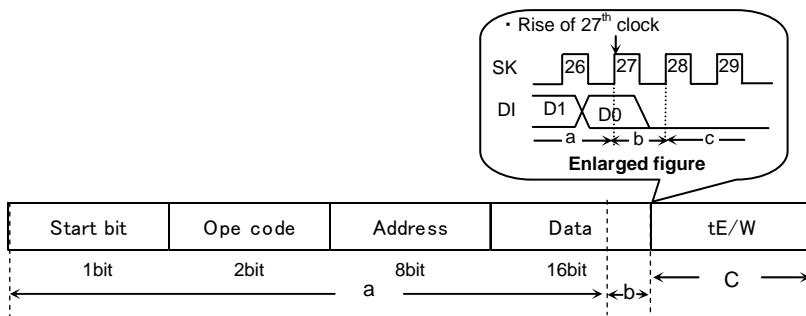 ・Rise of 27th clock
SK 26 27 28 29
DI D1 D0
a b c
Enlarged figure
Start bit Ope code Address Data tE/W
1bit 2bit 8bit 16bit
a b C